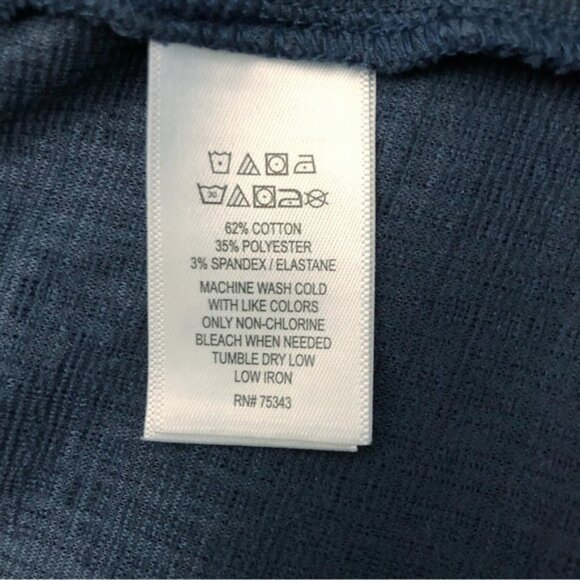 30
62% COTTON
35% POLYESTER
3% SPANDEX / ELASTANE
MACHINE WASH COLD
WITH LIKE COLORS
ONLY NON-CHLORINE
BLEACH WHEN NEEDED
TUMBLE DRY LOW
LOW IRON
RN# 75343